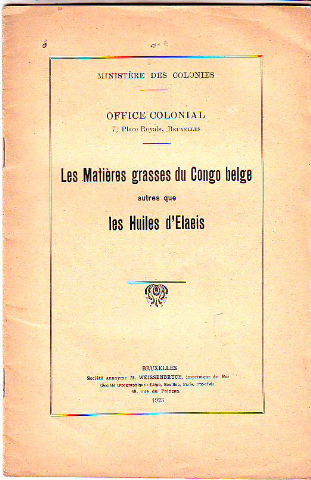 MINISTÈRE DES COLONIES
OFFICE COLONIAL
7, Place Royale, BRUXELLES
Les Matières grasses du Congo belge
autres que
les Huiles d'Elaeis
BRUXELLES
Société Anonyme M. WEISSENBRUCH, imprimeur du Roi
49, rue du Poinçon